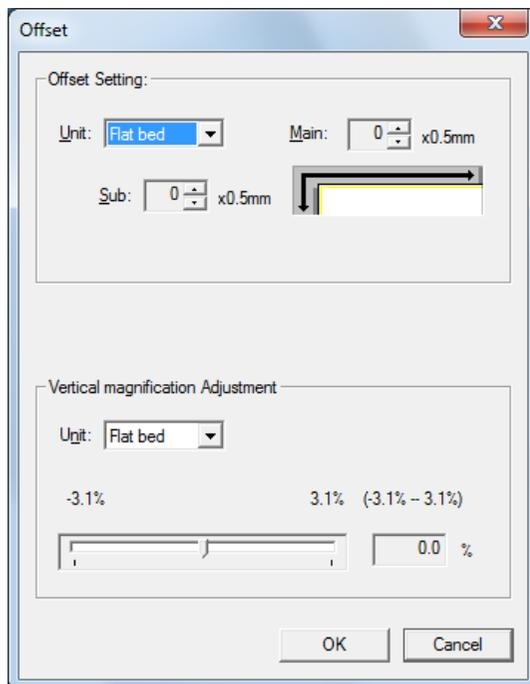 Offset
Offset Setting:
Unit: Flat bed Main: 0 x0.5mm
Sub: 0 x0.5mm
Vertical magnification Adjustment
Unit: Flat bed
-3.1% 3.1% (-3.1% -- 3.1%)
0.0 %
OK Cancel